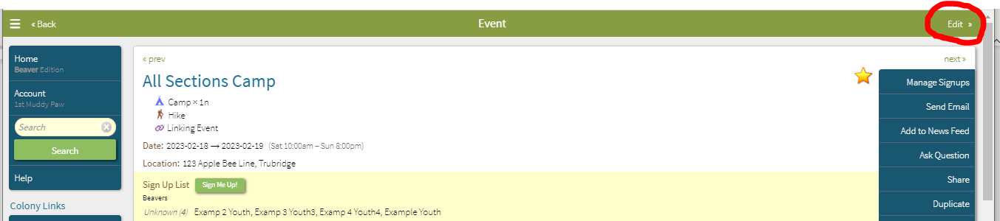 « Back
Event
Edit »
Home
Beaver Edition
Account
1st Muddy Paw
Search
Search
Help
Colony Links
« prev
next »
All Sections Camp
Camp × 1n
Hike
Linking Event
Date: 2023-02-18 → 2023-02-19 (Sat 10:00am – Sun 8:00pm)
Location: 123 Apple Bee Line, Trubridge
Sign Up List Sign Me Up!
Beavers
Unknown (4) Examp 2 Youth, Examp 3 Youth3, Examp 4 Youth4, Example Youth
Manage Signups
Send Email
Add to News Feed
Ask Question
Share
Duplicate